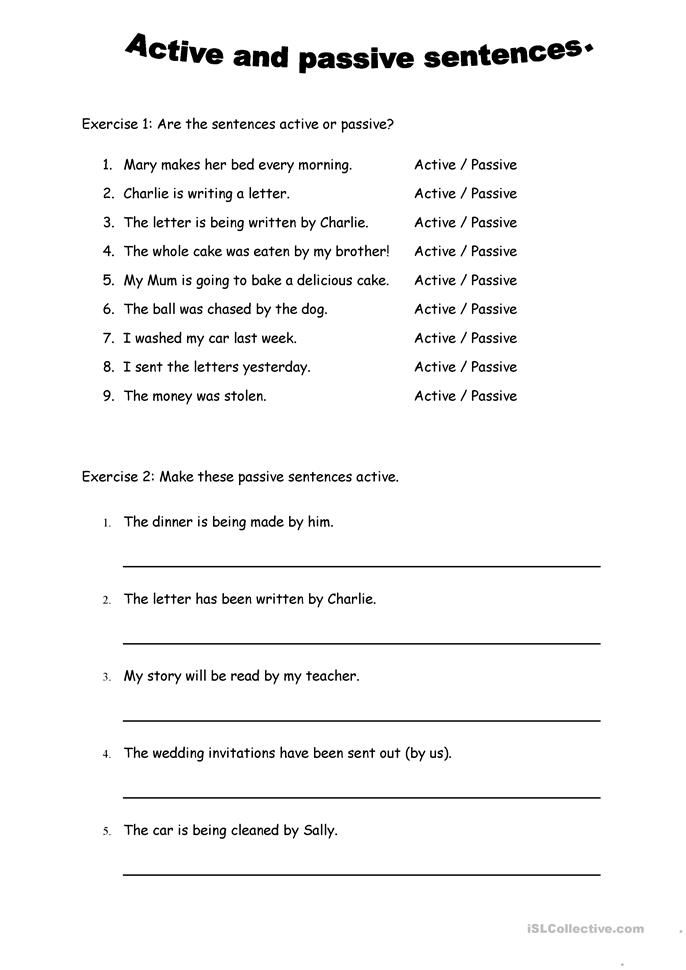 Active and passive sentences.
Exercise 1: Are the sentences active or passive?
1. Mary makes her bed every morning. Active / Passive
2. Charlie is writing a letter. Active / Passive
3. The letter is being written by Charlie. Active / Passive
4. The whole cake was eaten by my brother! Active / Passive
5. My Mum is going to bake a delicious cake. Active / Passive
6. The ball was chased by the dog. Active / Passive
7. I washed my car last week. Active / Passive
8. I sent the letters yesterday. Active / Passive
9. The money was stolen. Active / Passive
Exercise 2: Make these passive sentences active.
1. The dinner is being made by him.
2. The letter has been written by Charlie.
3. My story will be read by my teacher.
4. The wedding invitations have been sent out (by us).
5. The car is being cleaned by Sally.
iSLCollective.com